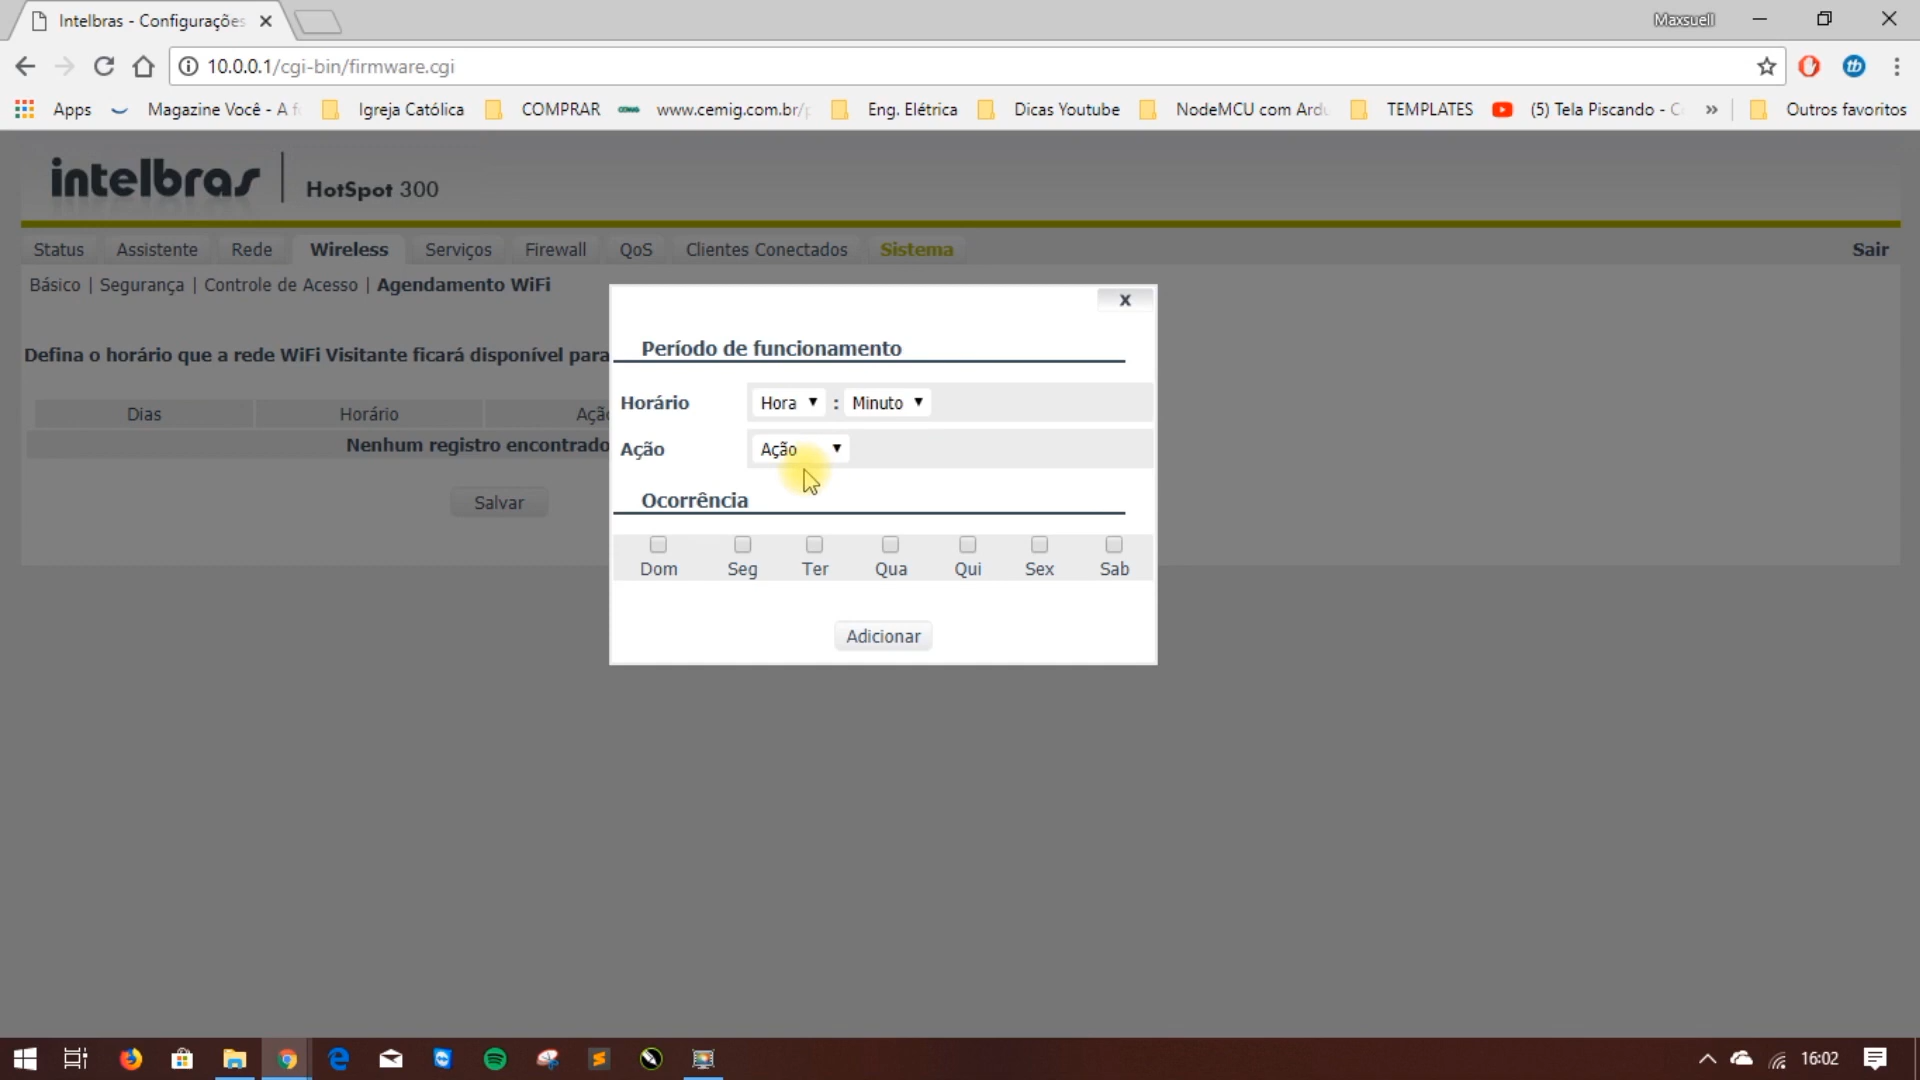 Intelbras - Configurações
Maxsuell
10.0.0.1/cgi-bin/firmware.cgi
Apps Magazine Você - A f Igreja Católica COMPRAR www.cemig.com.br/ Eng. Elétrica Dicas Youtube NodeMCU com Ardu TEMPLATES (5) Tela Piscando - C » Outros favoritos
intelbras HotSpot 300
Status Assistente Rede Wireless Serviços Firewall QoS Clientes Conectados Sistema Sair
Básico | Segurança | Controle de Acesso | Agendamento WiFi
x
Período de funcionamento
Defina o horário que a rede WiFi Visitante ficará disponível para
Horário Hora : Minuto
Dias Horário Açã
Nenhum registro encontrado
Ação Ação
Ocorrência
Salvar
Dom Seg Ter Qua Qui Sex Sab
Adicionar
16:02